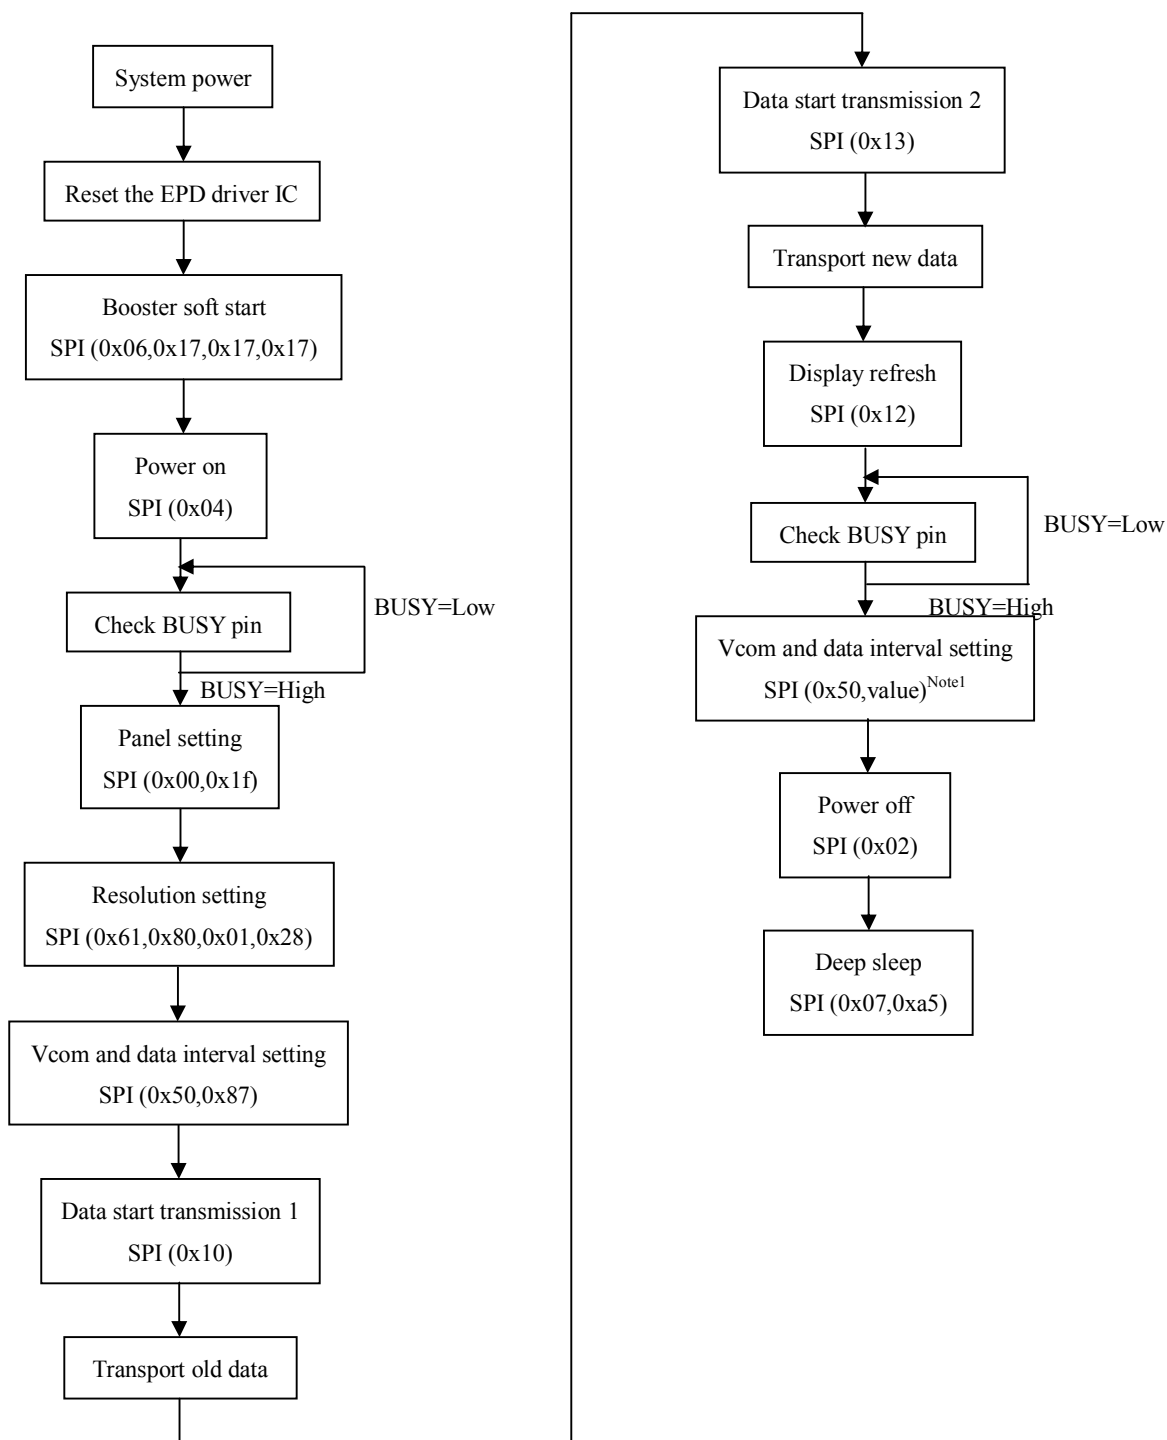 System power
Reset the EPD driver IC
Booster soft start
SPI (0x06,0x17,0x17,0x17)
Power on
SPI (0x04)
BUSY=Low
Check BUSY pin
BUSY=High
Panel setting
SPI (0x00,0x1f)
Resolution setting
SPI (0x61,0x80,0x01,0x28)
Vcom and data interval setting
SPI (0x50,0x87)
Data start transmission 1
SPI (0x10)
Transport old data
Data start transmission 2
SPI (0x13)
Transport new data
Display refresh
SPI (0x12)
BUSY=Low
Check BUSY pin
BUSY=High
Vcom and data interval setting
SPI (0x50,value)Note1
Power off
SPI (0x02)
Deep sleep
SPI (0x07,0xa5)